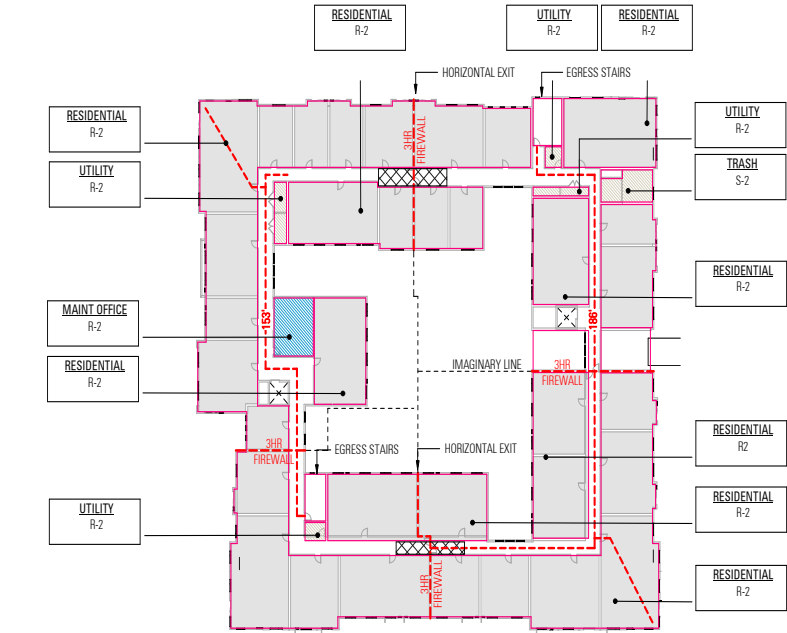 RESIDENTIAL
R-2
UTILITY
R-2
RESIDENTIAL
R-2
HORIZONTAL EXIT
EGRESS STAIRS
RESIDENTIAL
R-2
UTILITY
R-2
3HR
FIREWALL
UTILITY
R-2
TRASH
S-2
RESIDENTIAL
R-2
MAINT OFFICE
R-2
153'
186'
RESIDENTIAL
R-2
IMAGINARY LINE
3HR
FIREWALL
3HR
FIREWALL
EGRESS STAIRS
HORIZONTAL EXIT
RESIDENTIAL
R2
UTILITY
R-2
RESIDENTIAL
R-2
3HR
FIREWALL
RESIDENTIAL
R-2